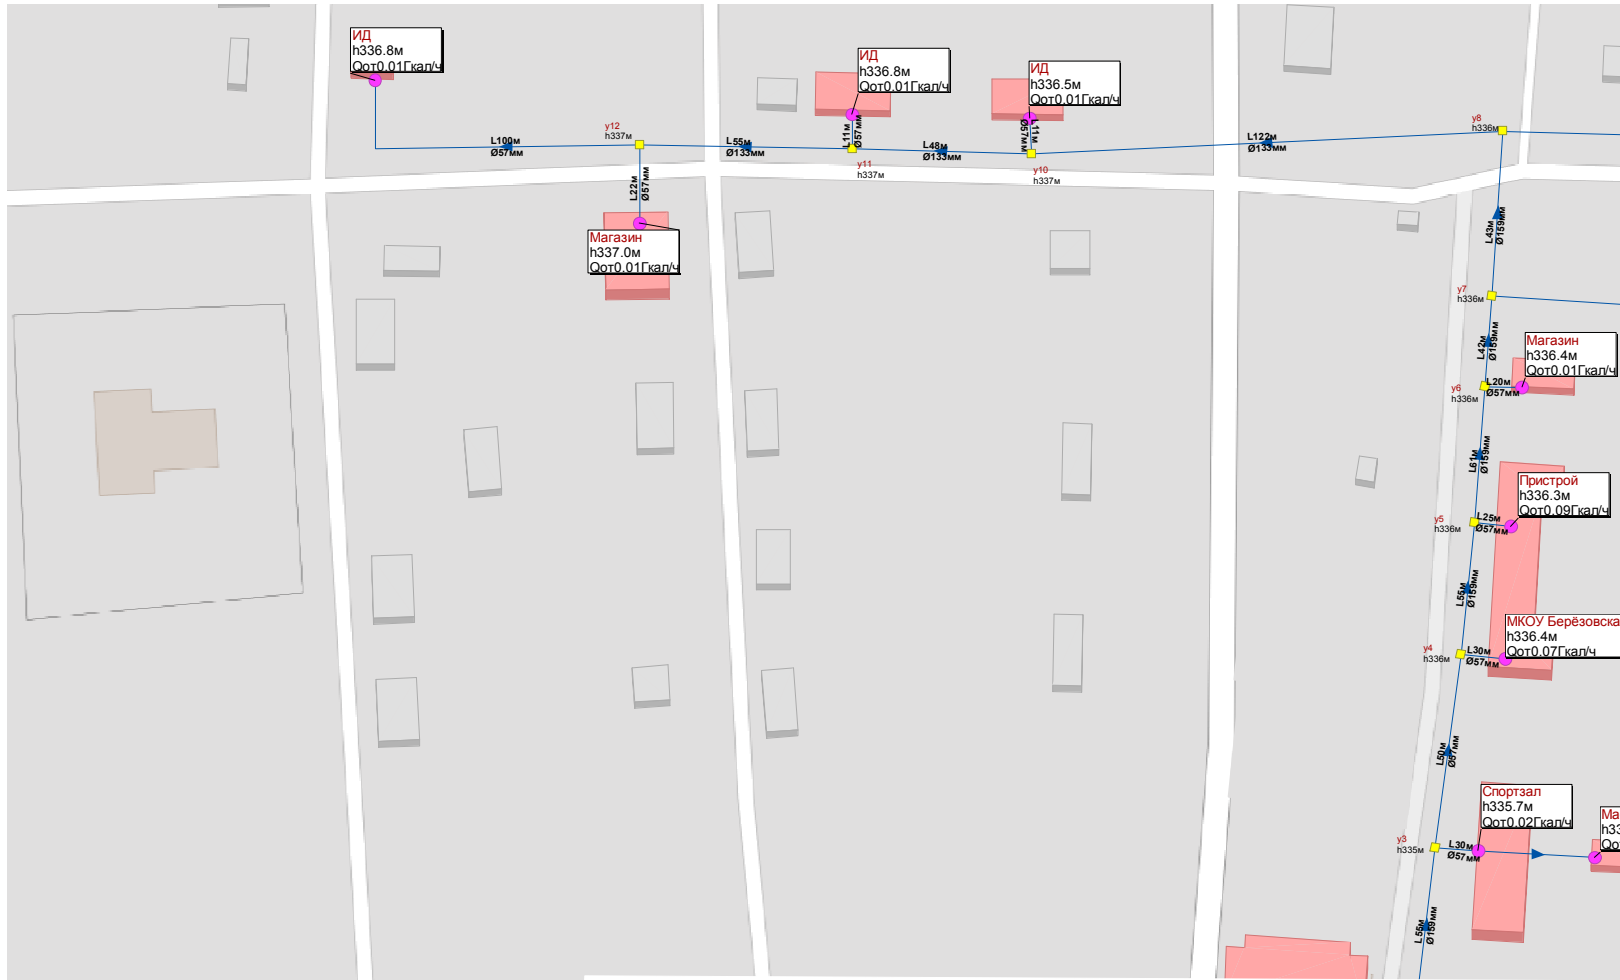 ИД
h336.8м
Qот0.01Гкал/ч
ИД
h336.8м
Qот0.01Гкал/ч
ИД
h336.5м
Qот0.01Гкал/ч
у12
h337м
L100м
Ø57мм
L55м
Ø133мм
L11м
Ø57мм
L48м
Ø133мм
L11м
Ø57мм
L122м
Ø133мм
у8
h336м
у11
h337м
у10
h337м
L22м
Ø57мм
Магазин
h337.0м
Qот0.01Гкал/ч
L43м
Ø159мм
у7
h336м
L42м
Ø159мм
Магазин
h336.4м
Qот0.01Гкал/ч
у6
h336м
L20м
Ø57мм
L61м
Ø159мм
Пристрой
h336.3м
Qот0.09Гкал/ч
у5
h336м
L25м
Ø57мм
L55м
Ø159мм
МКОУ Берёзовска
h336.4м
Qот0.07Гкал/ч
у4
h336м
L30м
Ø57мм
L50м
Ø57мм
Спортзал
h335.7м
Qот0.02Гкал/ч
Ма
h33
Qо
у3
h335м
L30м
Ø57мм
L55м
Ø159мм